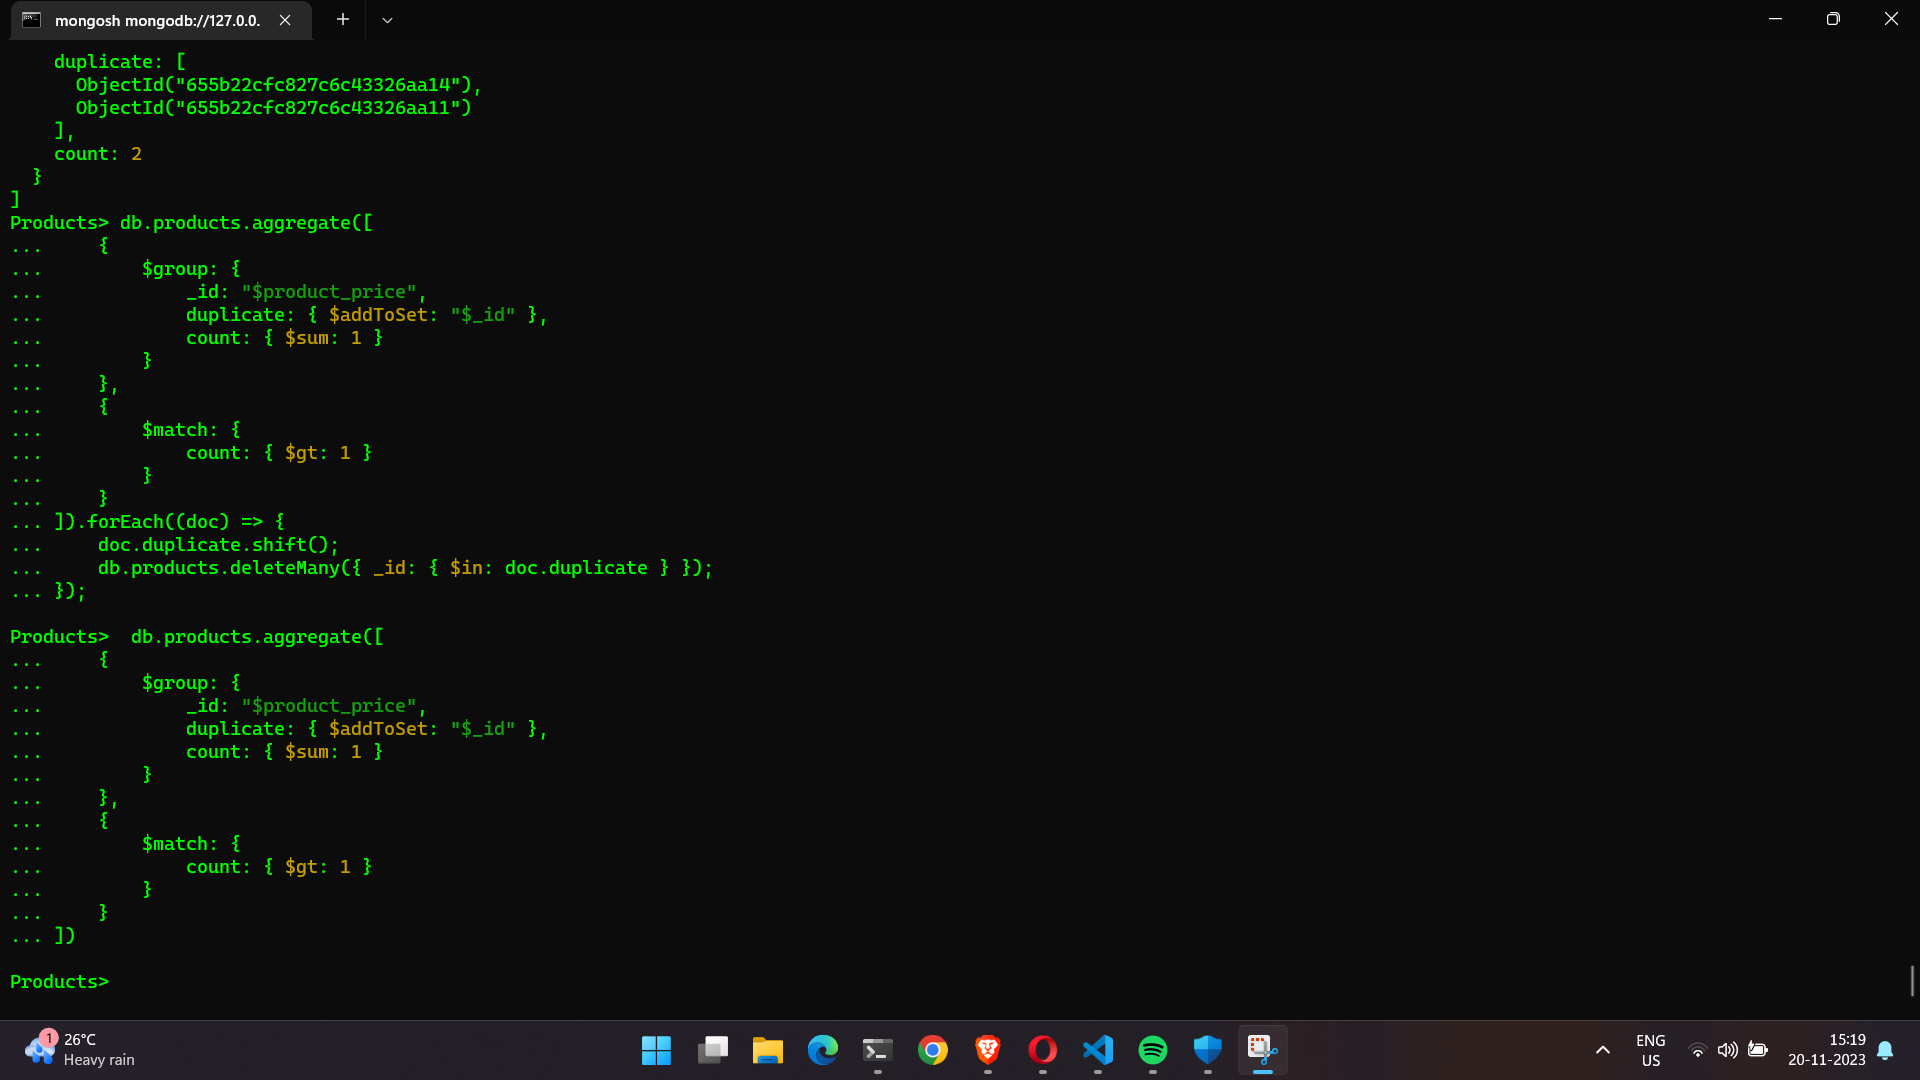 mongosh mongodb://127.0.0.
    duplicate: [
      ObjectId("655b22cfc827c6c43326aa14"),
      ObjectId("655b22cfc827c6c43326aa11")
    ],
    count: 2
  }
]
Products> db.products.aggregate([
...     {
...         $group: {
...             _id: "$product_price",
...             duplicate: { $addToSet: "$_id" },
...             count: { $sum: 1 }
...         }
...     },
...     {
...         $match: {
...             count: { $gt: 1 }
...         }
...     }
... ]).forEach((doc) => {
...     doc.duplicate.shift();
...     db.products.deleteMany({ _id: { $in: doc.duplicate } });
... });
Products>  db.products.aggregate([
...     {
...         $group: {
...             _id: "$product_price",
...             duplicate: { $addToSet: "$_id" },
...             count: { $sum: 1 }
...         }
...     },
...     {
...         $match: {
...             count: { $gt: 1 }
...         }
...     }
... ])
Products>
1
26°C
Heavy rain
ENG
US
15:19
20-11-2023